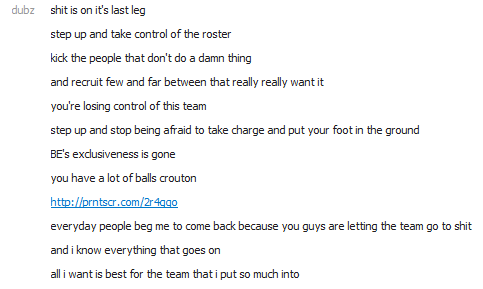 dubz shit is on it's last leg
step up and take control of the roster
kick the people that don't do a damn thing
and recruit few and far between that really really want it
you're losing control of this team
step up and stop being afraid to take charge and put your foot in the ground
BE's exclusiveness is gone
you have a lot of balls crouton
http://prntscr.com/2r4gqo
everyday people beg me to come back because you guys are letting the team go to shit
and i know everything that goes on
all i want is best for the team that i put so much into